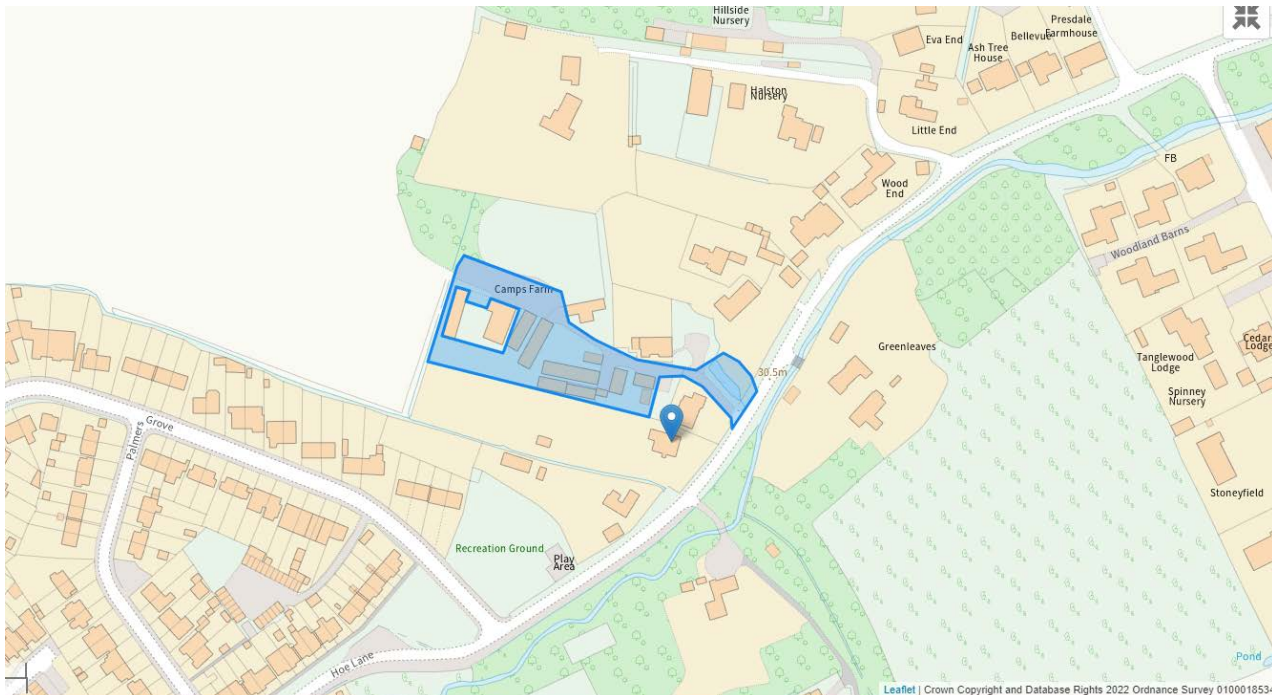 Hillside
Nursery
Presdale
Farmhouse
Eva End
Bellevue
Ash Tree
House
Halston
Nursery
Little End
FB
Wood
End
Woodland Barns
Camps Farm
30.5m
Greenleaves
Cedar
Lodge
Tanglewood
Lodge
Spinney
Nursery
Palmers
Grove
Stoneyfield
Recreation Ground
Play
Area
Hoe Lane
Pond
Leaflet | Crown Copyright and Database Rights 2022 Ordnance Survey 010001853